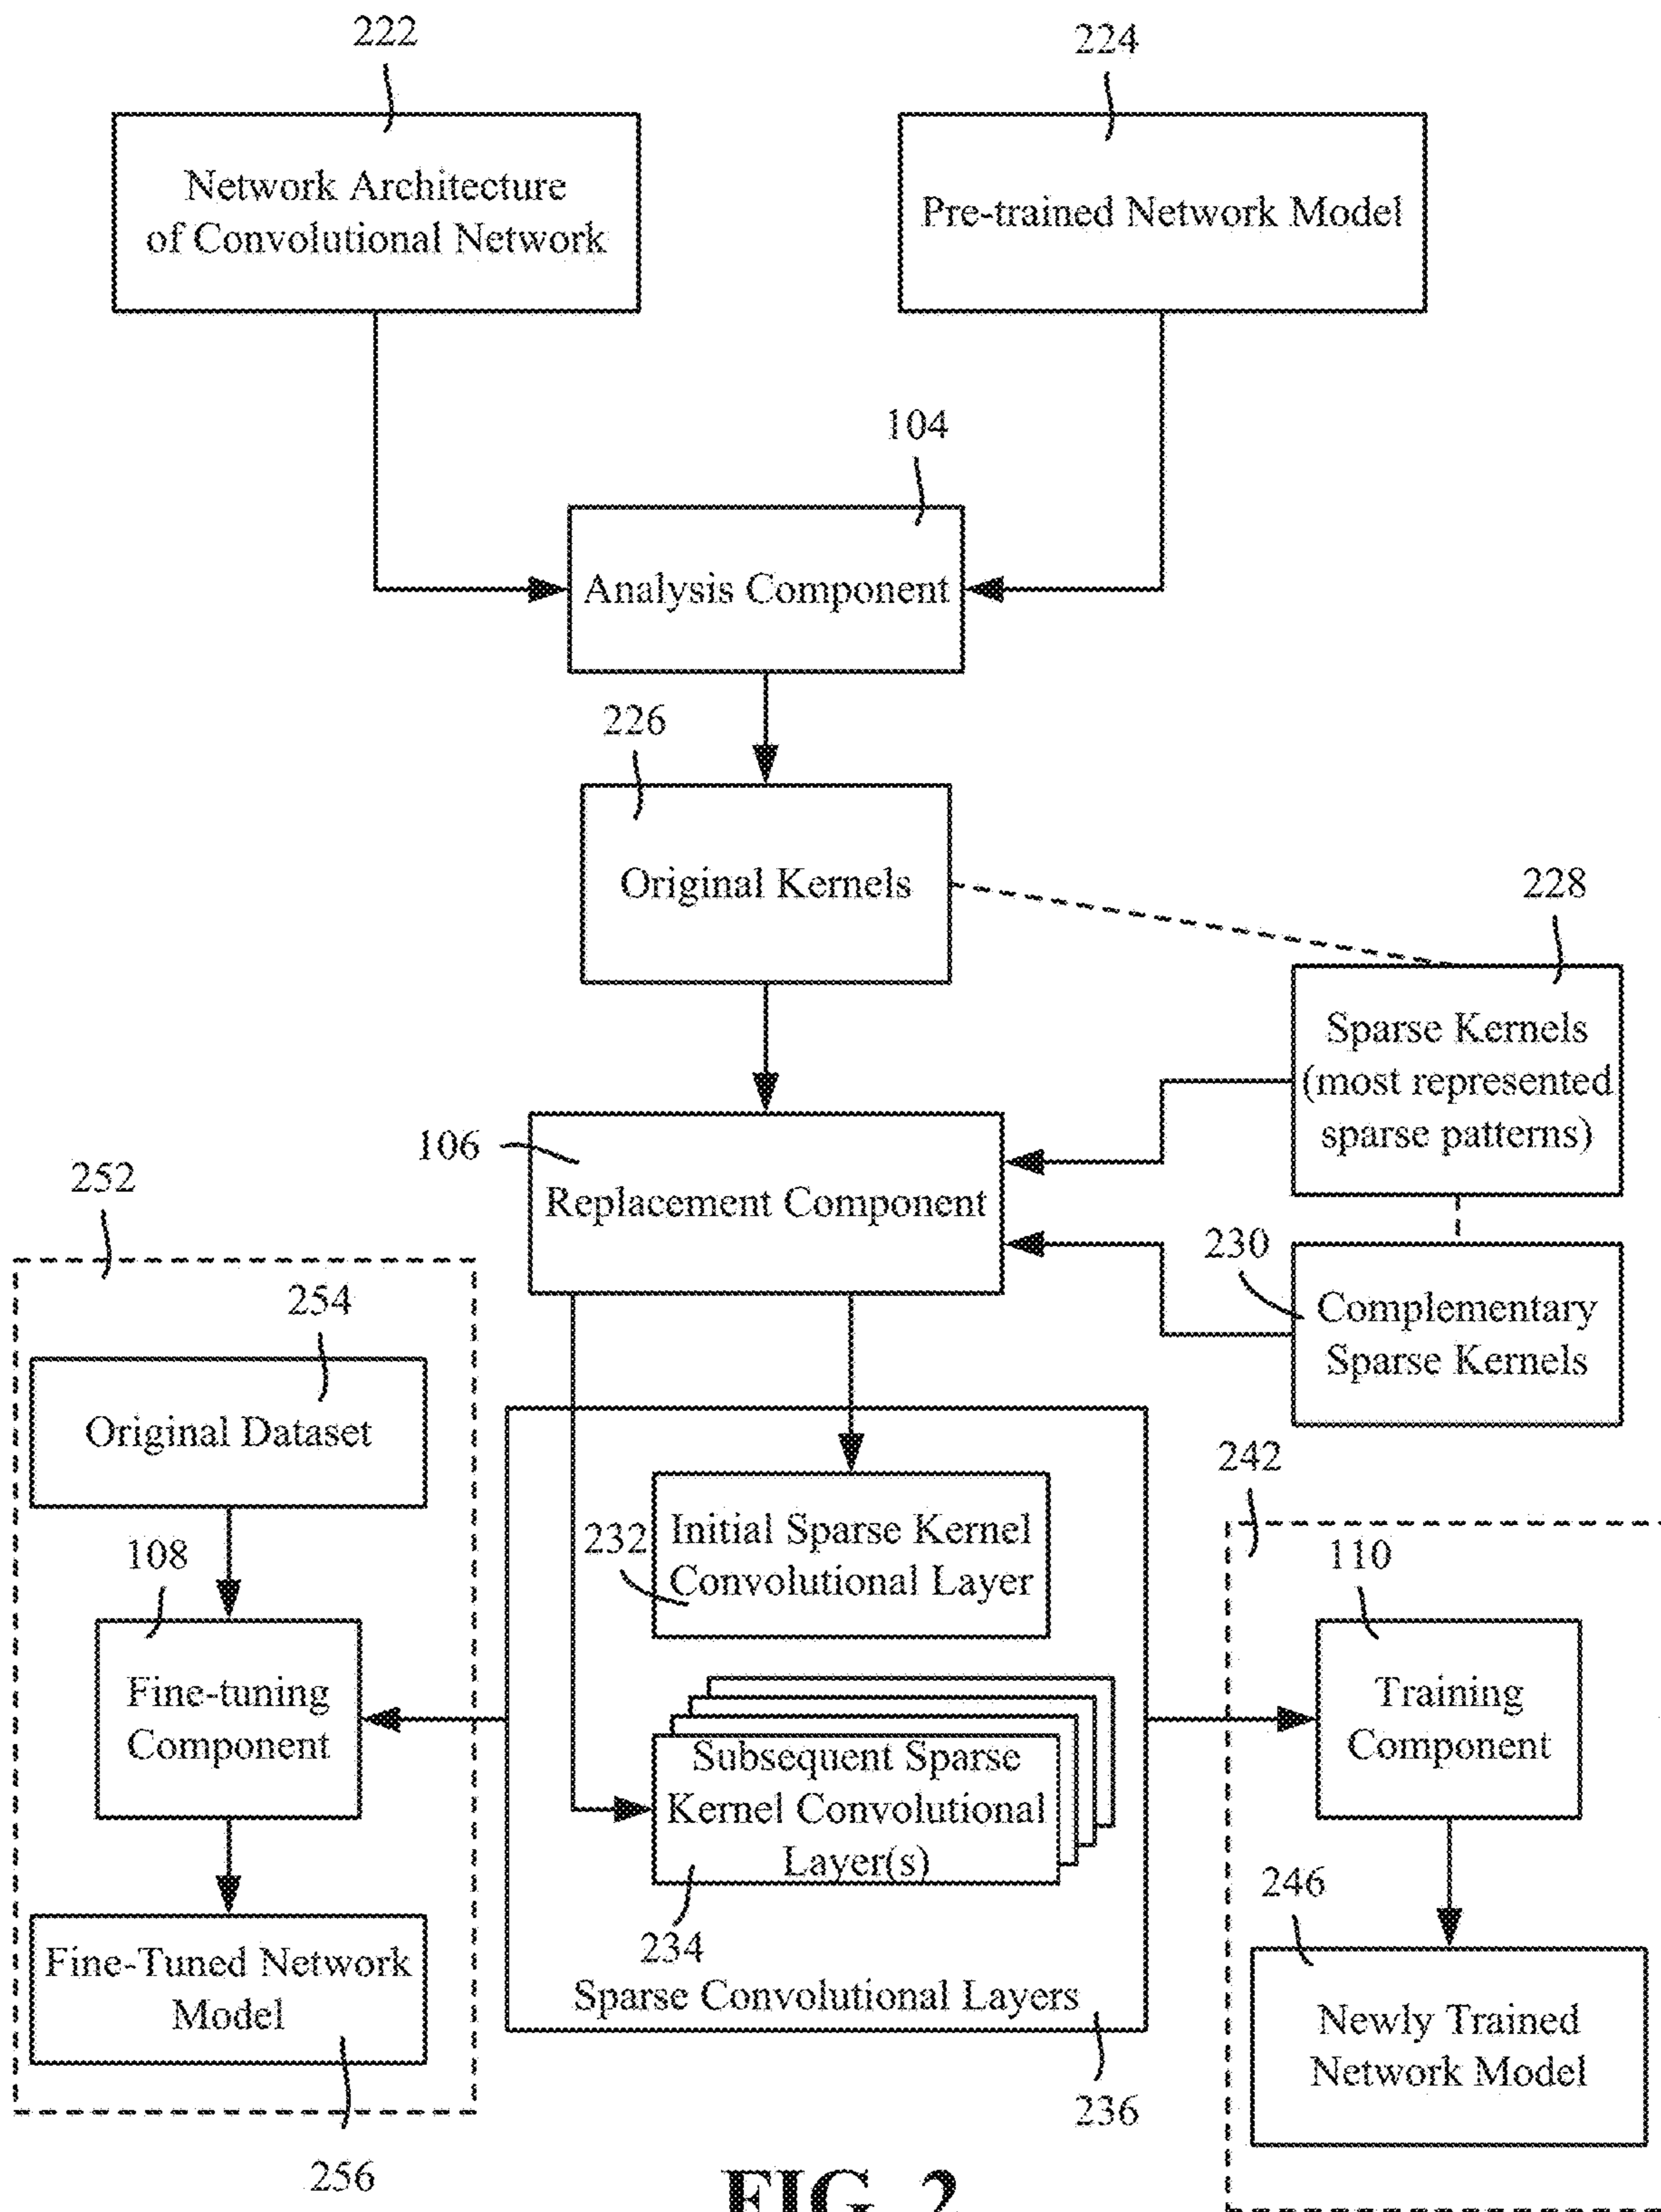 222
224
Network Architecture
of Convolutional Network
Pre-trained Network Model
104
Analysis Component
226
Original Kernels
228
Sparse Kernels
(most represented
sparse patterns)
106
Replacement Component
252
230
Complementary
Sparse Kernels
254
Original Dataset
242
232
Initial Sparse Kernel
Convolutional Layer
108
110
Fine-tuning
Component
Training
Component
Subsequent Sparse
Kernel Convolutional
Layer(s)
234
246
Fine-Tuned Network
Model
Sparse Convolutional Layers
Newly Trained
Network Model
236
256
FIG. 2